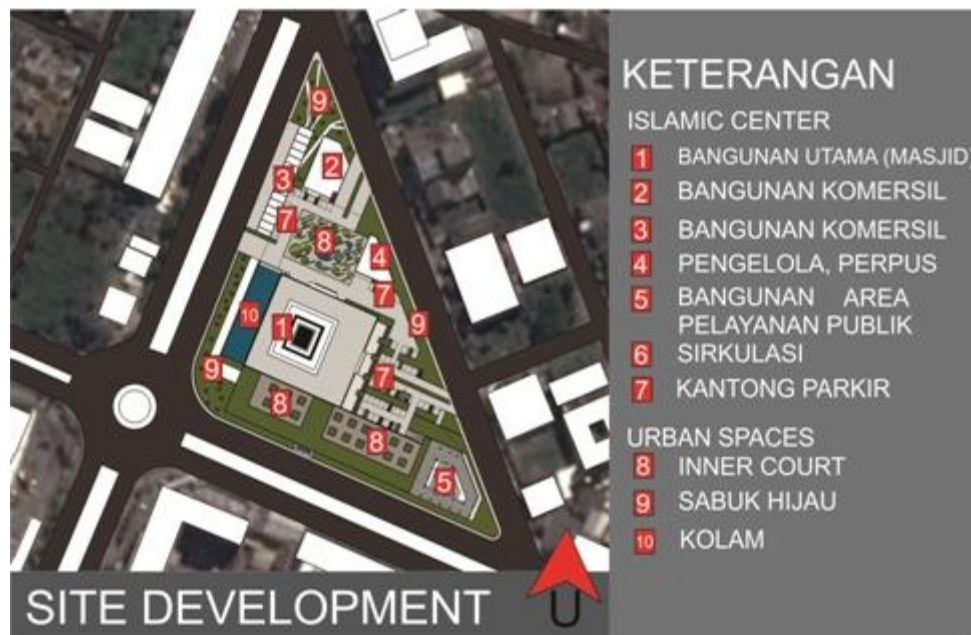 9
2
3
7
8
4
7
10
1
9
9
7
8
8
5
SITE DEVELOPMENT
U
KETERANGAN
ISLAMIC CENTER
1 BANGUNAN UTAMA (MASJID)
2 BANGUNAN KOMERSIL
3 BANGUNAN KOMERSIL
4 PENGELOLA, PERPUS
5 BANGUNAN AREA
PELAYANAN PUBLIK
6 SIRKULASI
7 KANTONG PARKIR
URBAN SPACES
8 INNER COURT
9 SABUK HIJAU
10 KOLAM